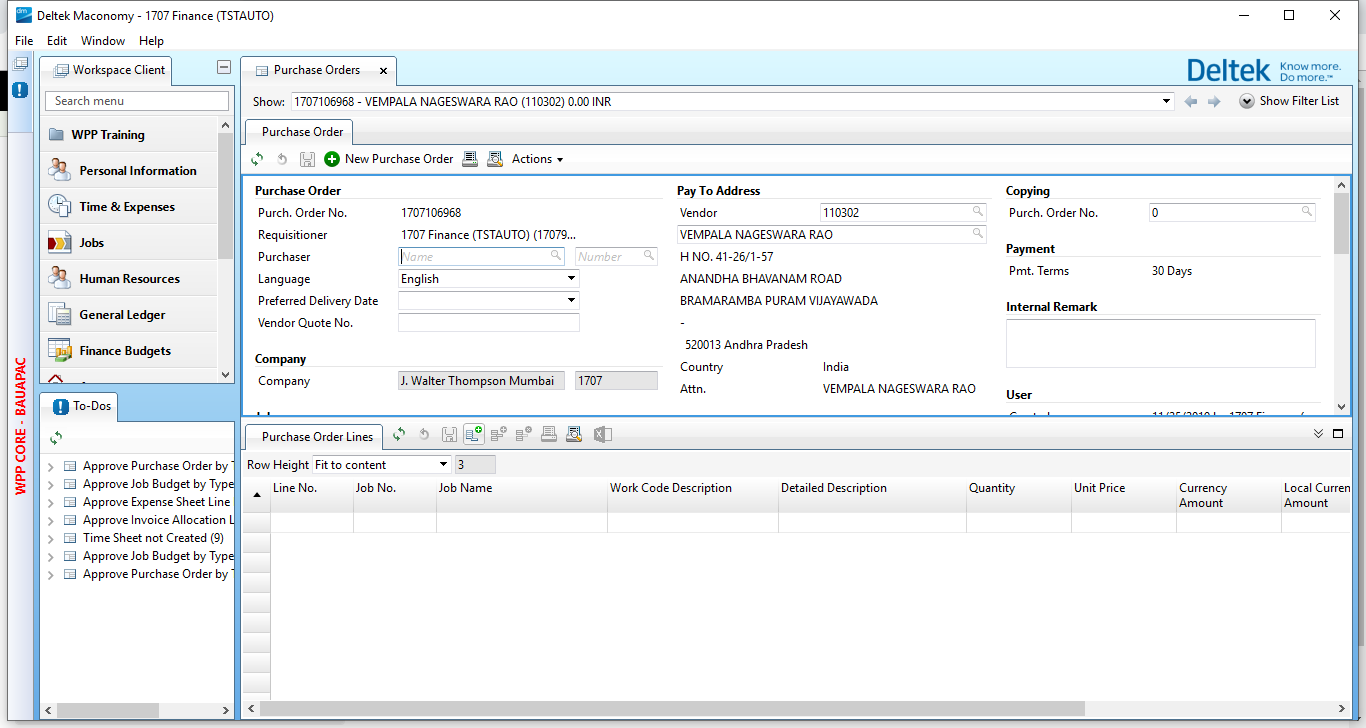 Deltek Maconomy - 1707 Finance (TSTAUTO)
File Edit Window Help
WPP CORE - BAUAPAC
Workspace Client
Search menu
WPP Training
Personal Information
Time & Expenses
Jobs
Human Resources
General Ledger
Finance Budgets
To-Dos
Approve Purchase Order by T
Approve Job Budget by Type
Approve Expense Sheet Line
Approve Invoice Allocation L
Time Sheet not Created (9)
Approve Job Budget by Type
Approve Purchase Order by T
Purchase Orders
Deltek Know more.
Do more.™
Show: 1707106968 - VEMPALA NAGESWARA RAO (110302) 0.00 INR
Show Filter List
Purchase Order
New Purchase Order Actions
Purchase Order
Purch. Order No. 1707106968
Requisitioner 1707 Finance (TSTAUTO) (17079...
Purchaser Name Number
Language English
Preferred Delivery Date
Vendor Quote No.
Company
Company J. Walter Thompson Mumbai 1707
Pay To Address
Vendor 110302
VEMPALA NAGESWARA RAO
H NO. 41-26/1-57
ANANDHA BHAVANAM ROAD
BRAMARAMBA PURAM VIJAYAWADA
-
520013 Andhra Pradesh
Country India
Attn. VEMPALA NAGESWARA RAO
Copying
Purch. Order No. 0
Payment
Pmt. Terms 30 Days
Internal Remark
User
Purchase Order Lines
Row Height Fit to content 3
Line No. Job No. Job Name Work Code Description Detailed Description Quantity Unit Price Currency Amount Local Curren Amount